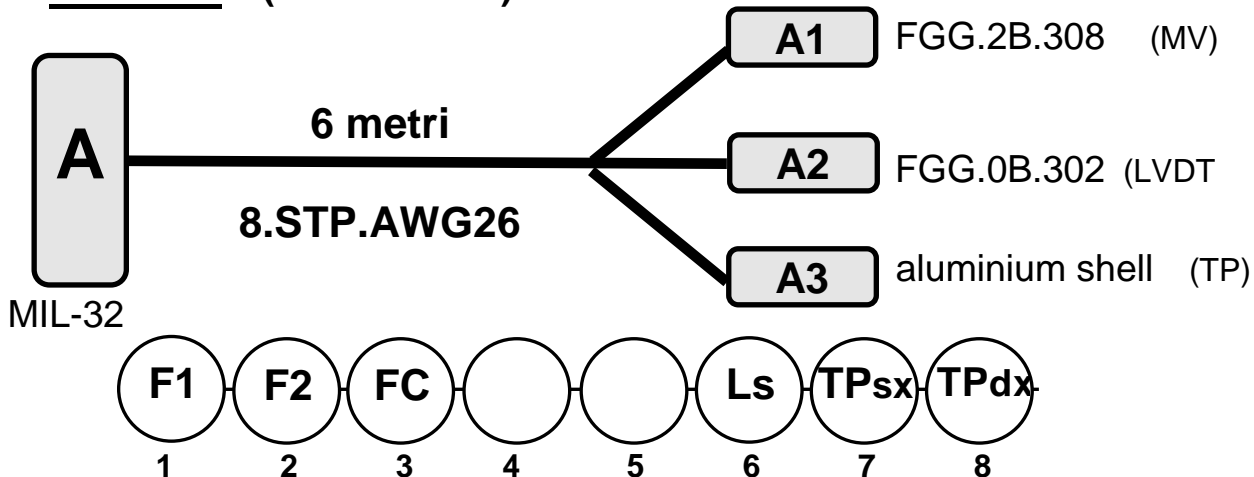 A1 FGG.2B.308 (MV)
A 6 metri
A2 FGG.0B.302 (LVDT
8.STP.AWG26
A3 aluminium shell (TP)
MIL-32
F1 F2 FC Ls TPsx TPdx
1 2 3 4 5 6 7 8